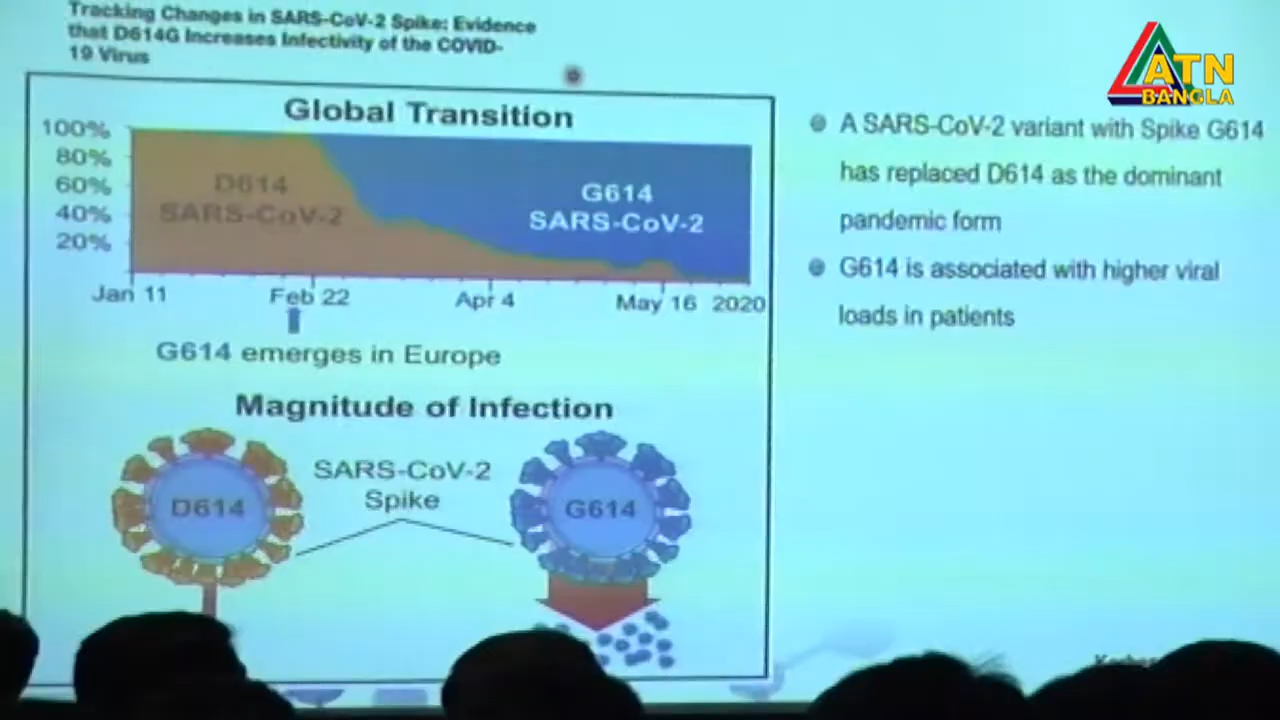 Tracking Changes in SARS-CoV-2 Spike: Evidence
that D614G Increases Infectivity of the COVID-
19 Virus
ATN
BANGLA
Global Transition
100%
80%
60%
40%
20%
D614
SARS-CoV-2
G614
SARS-CoV-2
Jan 11
Feb 22
Apr 4
May 16
2020
G614 emerges in Europe
Magnitude of Infection
SARS-CoV-2
Spike
D614
G614
A SARS-CoV-2 variant with Spike G614
has replaced D614 as the dominant
pandemic form
G614 is associated with higher viral
loads in patients